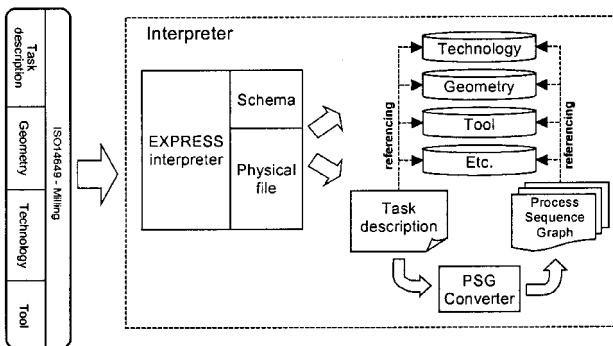 Task description
Geometry
Technology
Tool
ISO14649 - Milling
Interpreter
EXPRESS
interpreter
Schema
Physical
file
Technology
Geometry
Tool
Etc.
referencing
referencing
Task
description
Process
Sequence
Graph
PSG
Converter